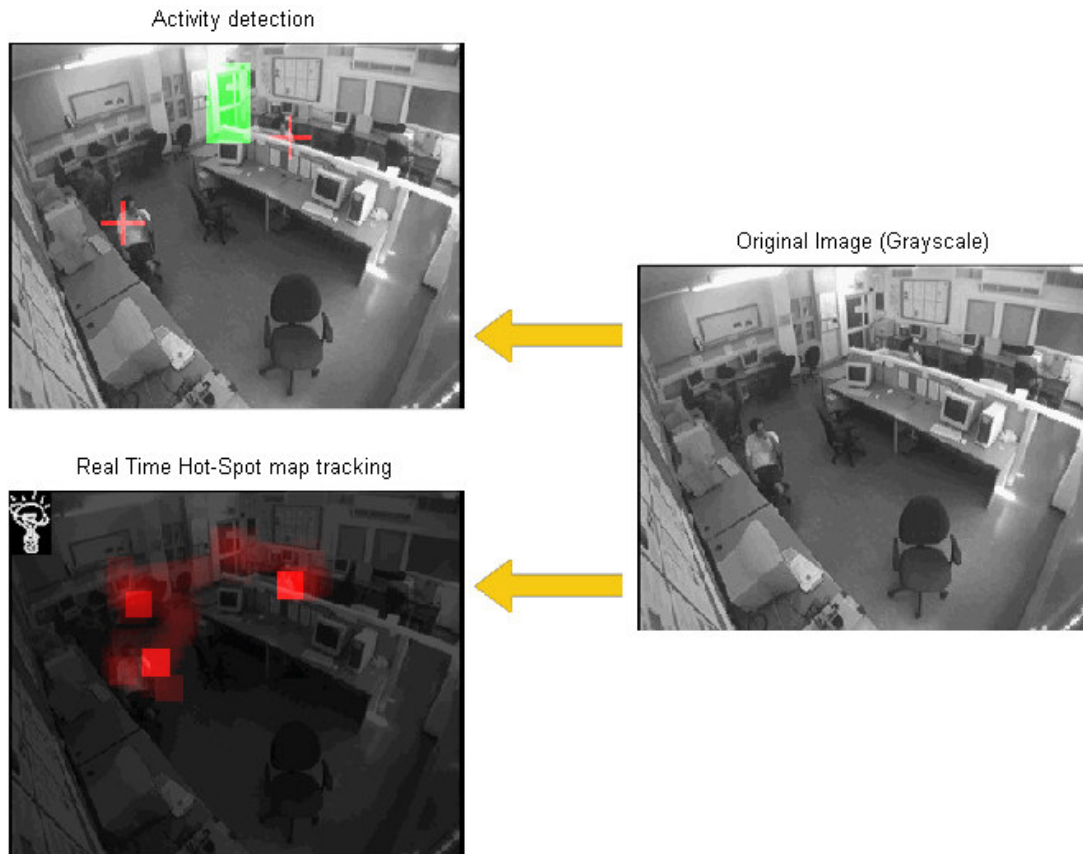 Activity detection
Original Image (Grayscale)
Real Time Hot-Spot map tracking